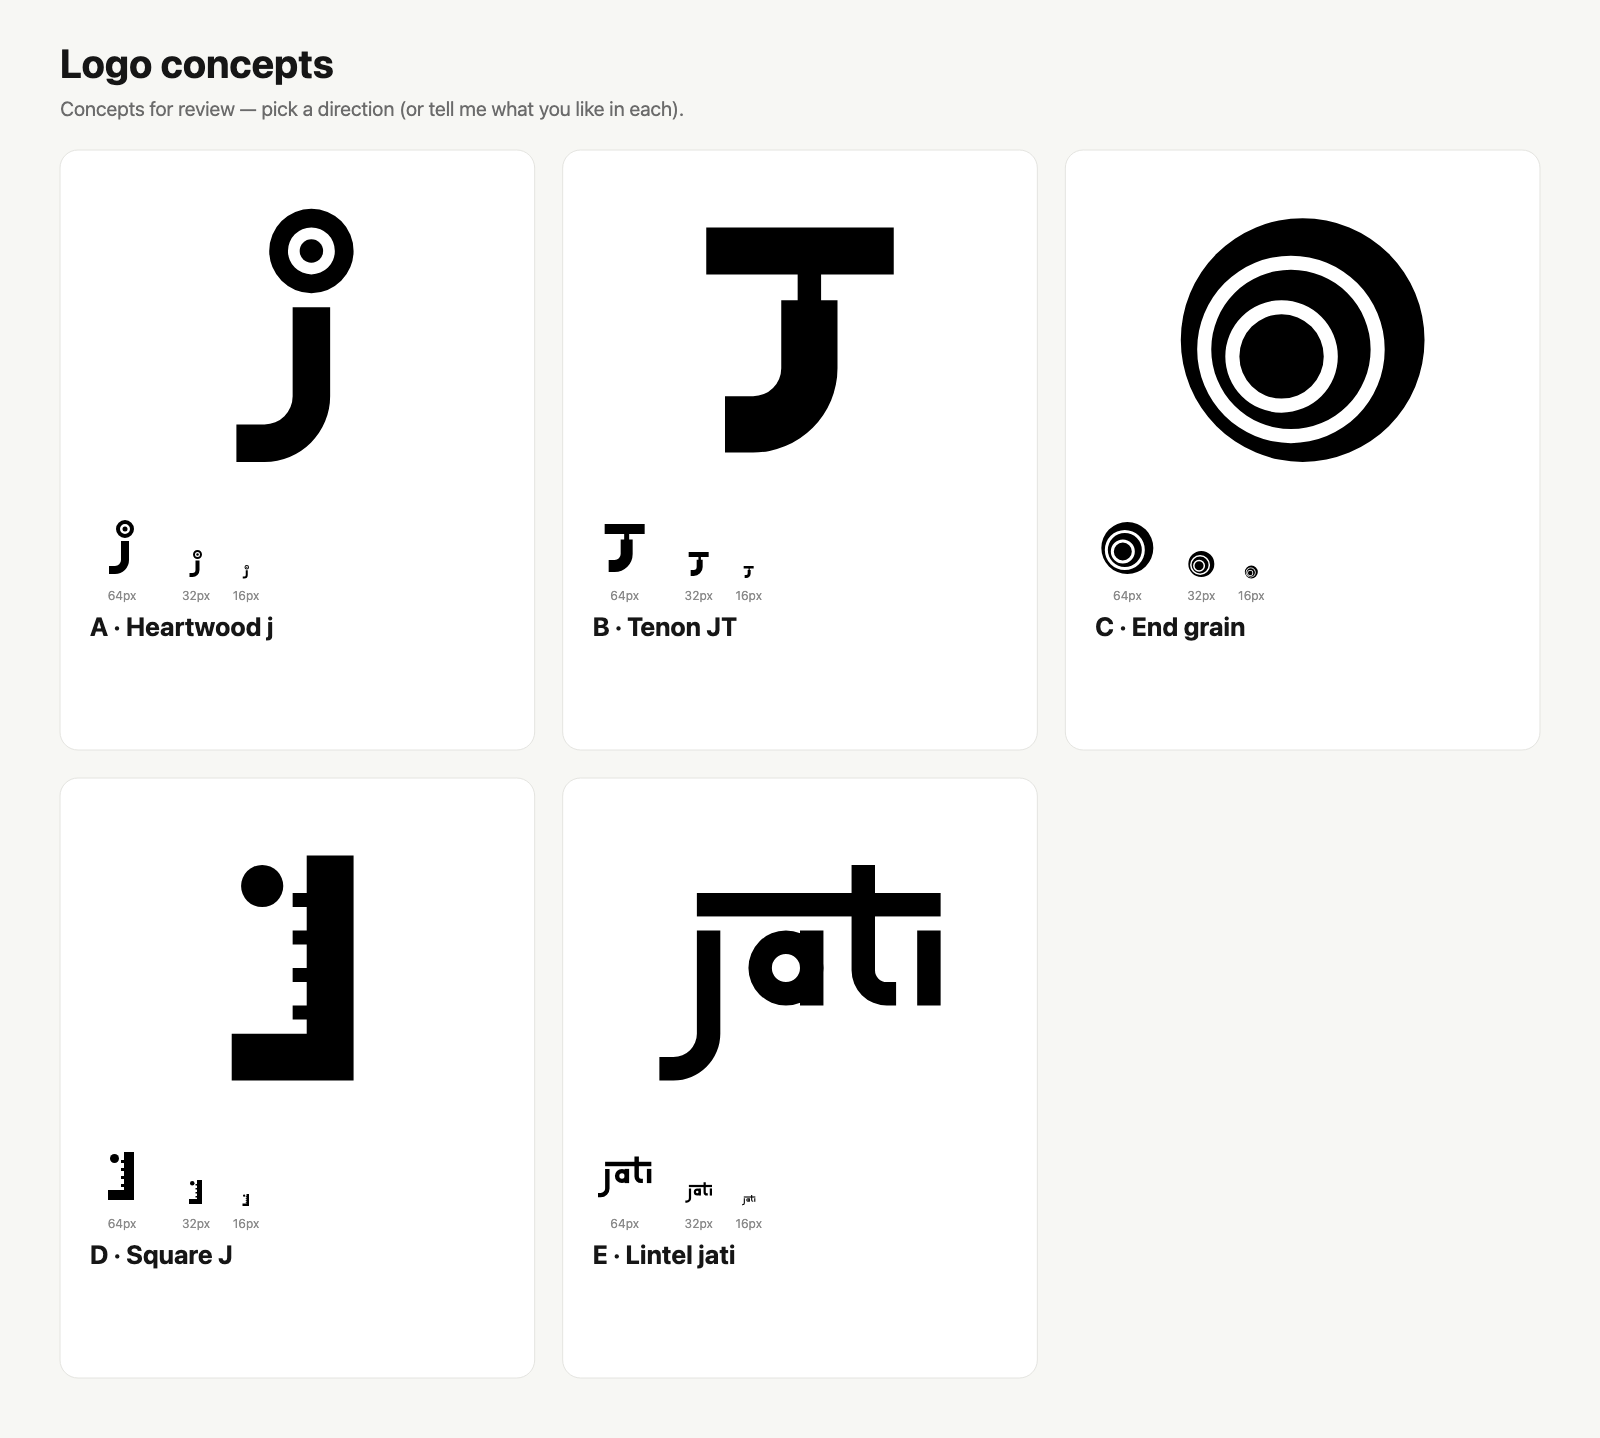 Logo concepts
Concepts for review — pick a direction (or tell me what you like in each).
j
JT
64px 32px 16px
64px 32px 16px
64px 32px 16px
A · Heartwood j
B · Tenon JT
C · End grain
J
jati
jati
jati
jati
64px 32px 16px
64px 32px 16px
D · Square J
E · Lintel jati